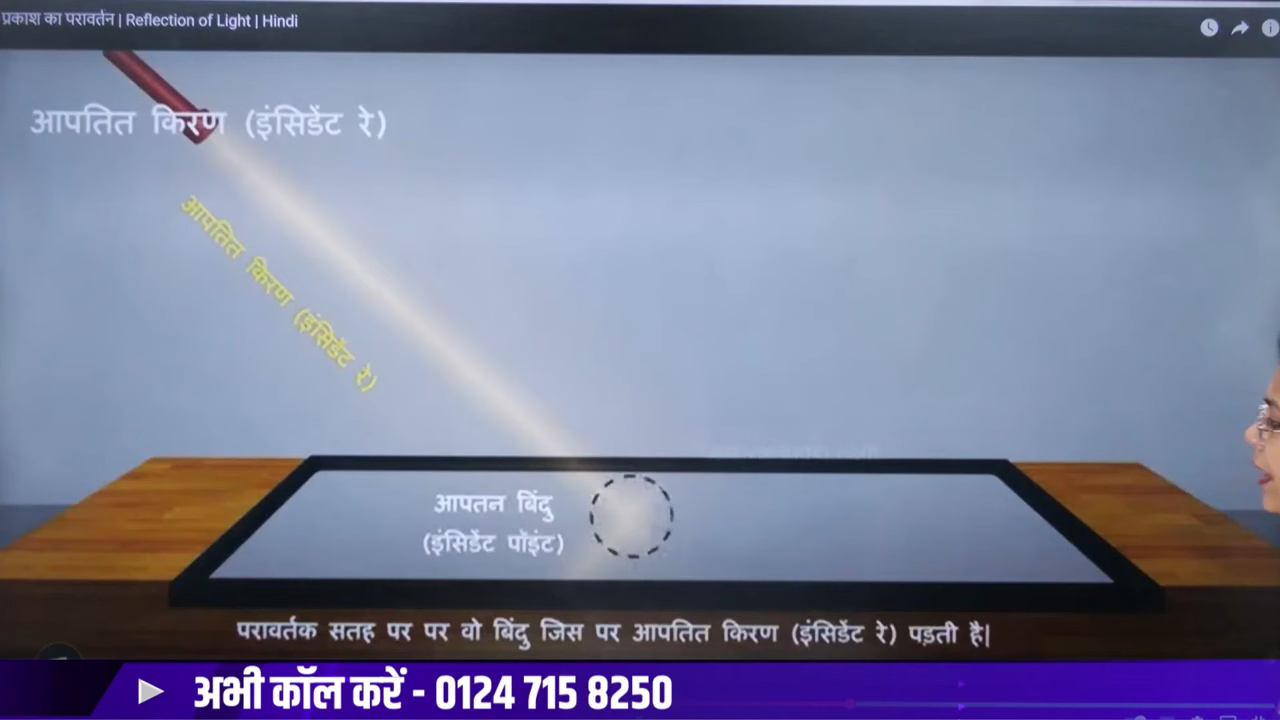 प्रकाश का परावर्तन | Reflection of Light | Hindi
आपतित किरण (इंसिडेंट रे)
आपतित किरण (इंसिडेंट रे)
आपतन बिंदु
(इंसिडेंट पॉइंट)
परावर्तक सतह पर पर वो बिंदु जिस पर आपतित किरण (इंसिडेंट रे) पड़ती है|
अभी कॉल करें - 0124 715 8250